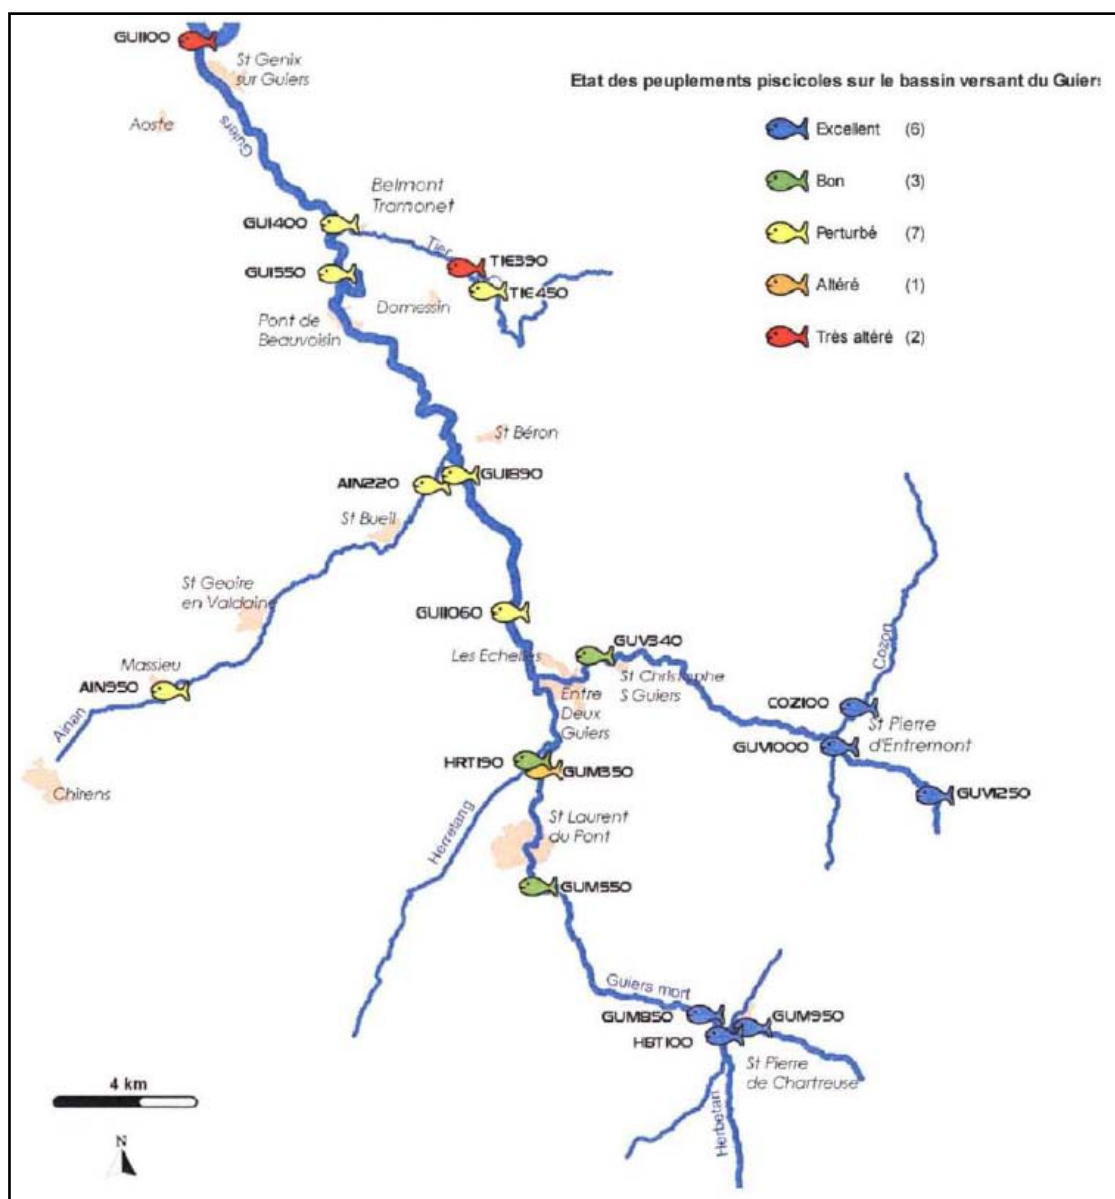 GUI100
St Genix
sur Guiers
Etat des peuplements piscicoles sur le bassin versant du Guiers
Aoste
Guiers
Excellent (6)
Bon (3)
Perturbé (7)
Altéré (1)
Très altéré (2)
Belmont
Tramonet
GUI400
Tier
TIE390
GUI550
TIE450
Domessin
Pont de
Beauvoisin
St Béron
GUI890
AIN220
St Bueil
St Geoire
en Valdaine
GUI1060
Les Echelles
GUV340
St Christophe
S Guiers
Cozon
Massieu
AIN950
Ainan
Entre
Deux
Guiers
COZ100
St Pierre
d'Entremont
GUV1000
HRT190
GUM350
GUV1250
Chirens
Herretang
St Laurent
du Pont
GUM550
Guiers mort
GUM850
GUM950
HBT100
St Pierre
de Chartreuse
Herbetan
4 km
N